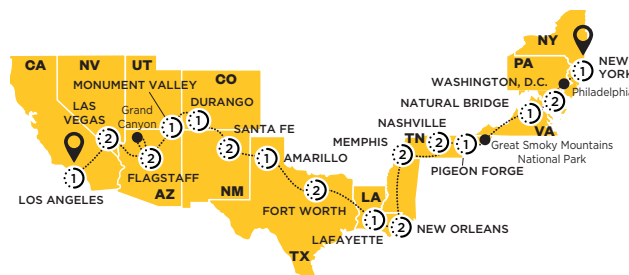 NY
CA
NV
UT
PA
NEW
YORK
1
CO
MONUMENT VALLEY
WASHINGTON, D.C.
Philadelphia
DURANGO
NATURAL BRIDGE
2
LAS
VEGAS
Grand
Canyon
1
1
1
NASHVILLE
SANTA FE
VA
2
MEMPHIS
TN
2
1
Great Smoky Mountains
National Park
2
2
2
1
AMARILLO
PIGEON FORGE
1
FLAGSTAFF
LOS ANGELES
AZ
NM
2
LA
FORT WORTH
1
2
NEW ORLEANS
LAFAYETTE
TX